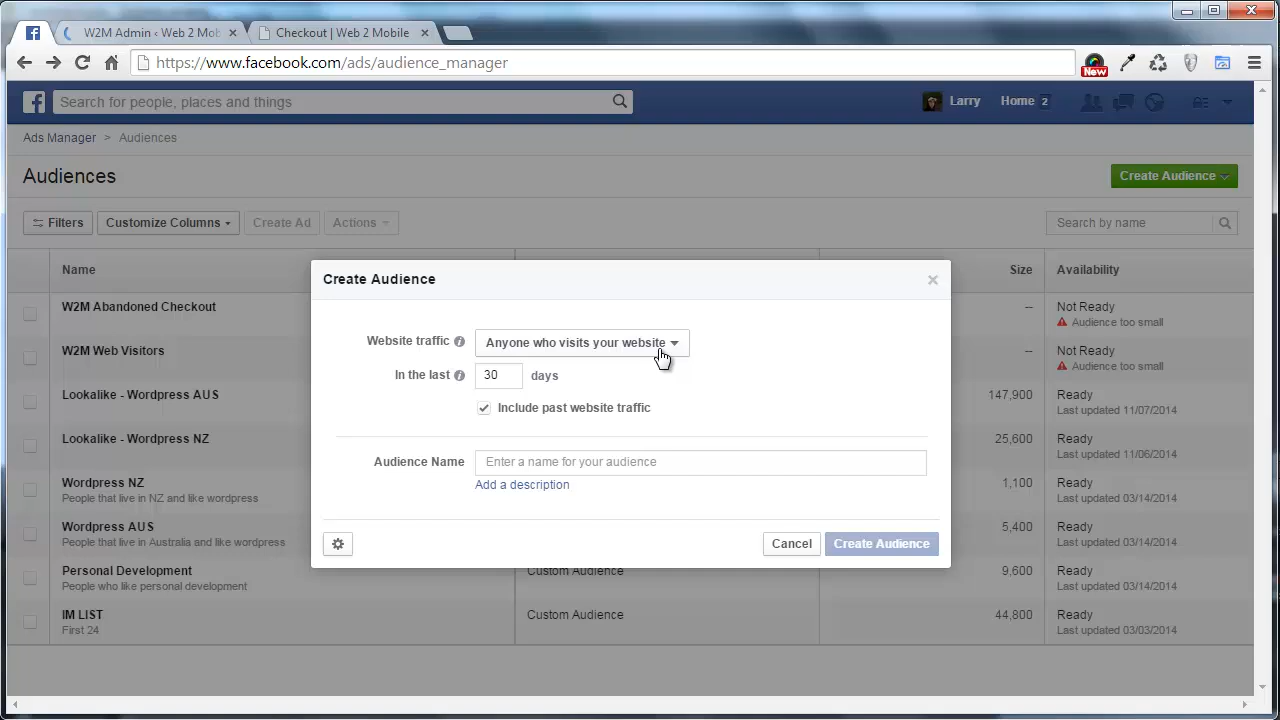 W2M Admin ‹ Web 2 Mob
Checkout | Web 2 Mobile
https://www.facebook.com/ads/audience_manager
New
Search for people, places and things
Larry
Home 2
Ads Manager > Audiences
Audiences
Create Audience
Filters
Customize Columns
Create Ad
Actions
Search by name
Name
Size
Availability
W2M Abandoned Checkout
--
Not Ready
Audience too small
W2M Web Visitors
--
Not Ready
Audience too small
Lookalike - Wordpress AUS
147,900
Ready
Last updated 11/07/2014
Lookalike - Wordpress NZ
25,600
Ready
Last updated 11/06/2014
Wordpress NZ
People that live in NZ and like wordpress
1,100
Ready
Last updated 03/14/2014
Wordpress AUS
People that live in Australia and like wordpress
5,400
Ready
Last updated 03/14/2014
Personal Development
People who like personal development
Custom Audience
9,600
Ready
Last updated 03/14/2014
IM LIST
First 24
Custom Audience
44,800
Ready
Last updated 03/03/2014
Create Audience
Website traffic
Anyone who visits your website
In the last
30
days
Include past website traffic
Audience Name
Enter a name for your audience
Add a description
Cancel
Create Audience